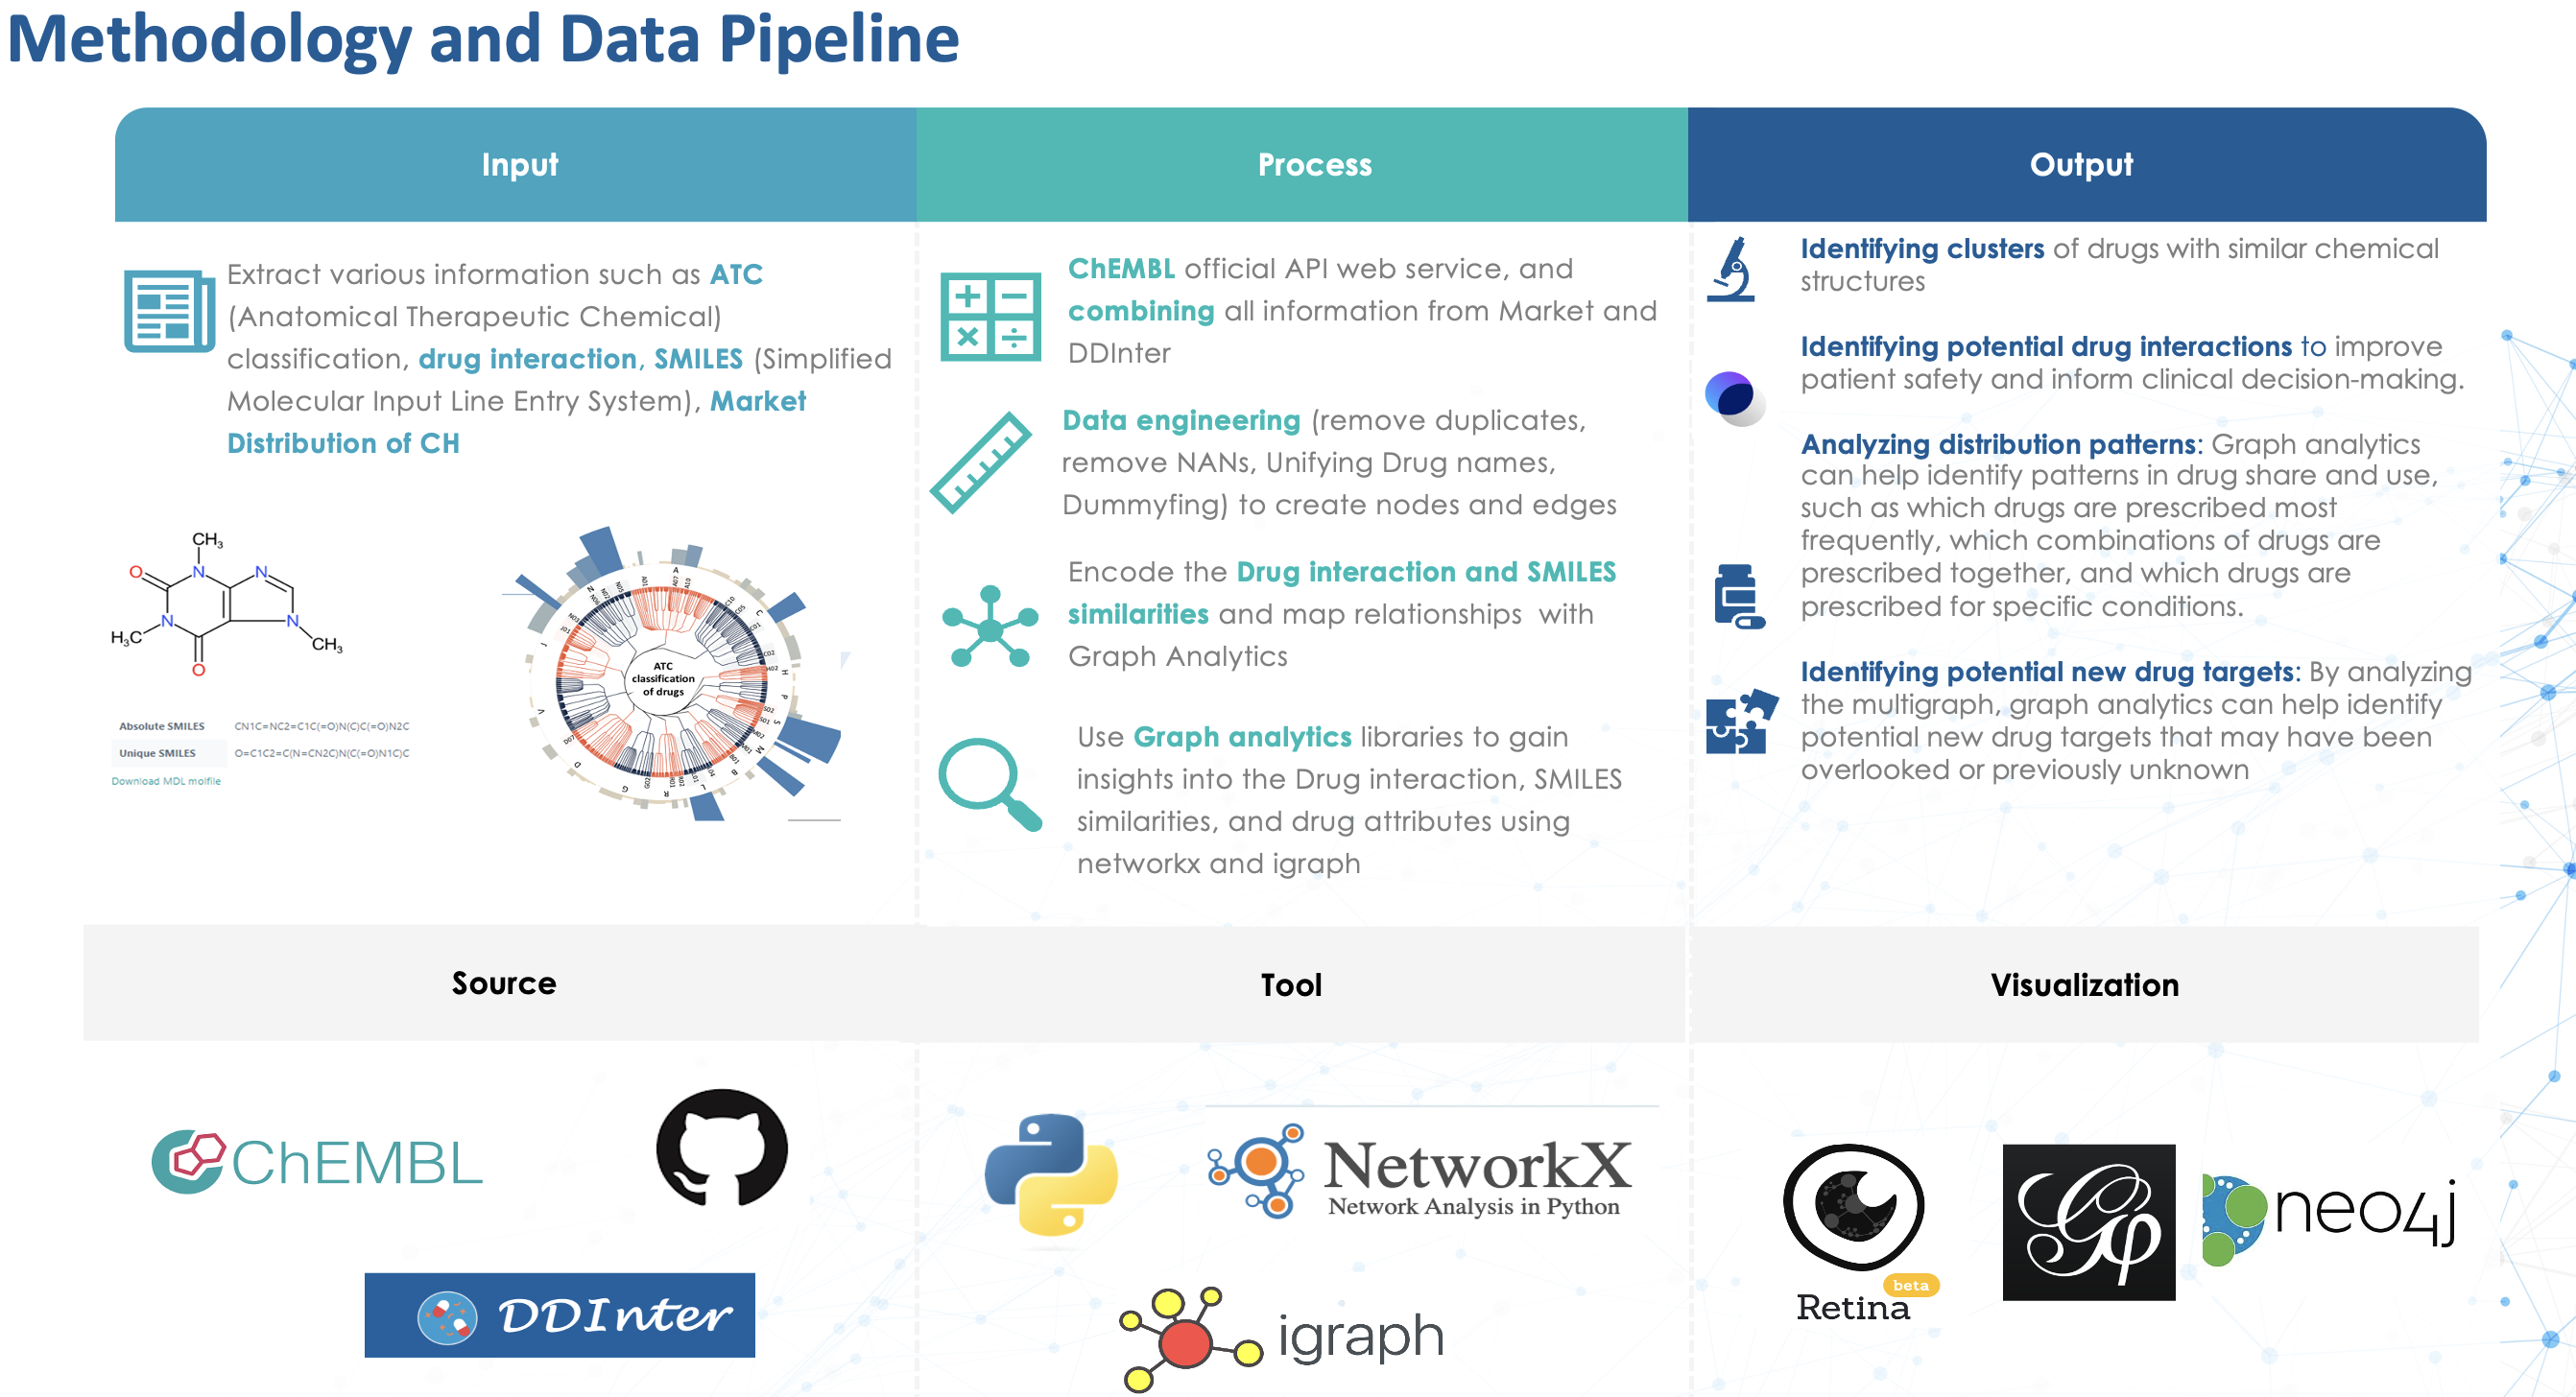 Methodology and Data Pipeline
Input
Extract various information such as ATC
(Anatomical Therapeutic Chemical)
classification, drug interaction, SMILES (Simplified
Molecular Input Line Entry System), Market
Distribution of CH
CH3
O
N
N
N
N
H3C
CH3
O
Absolute SMILES CN1C=NC2=C1C(=O)N(C)C(=O)N2C
Unique SMILES O=C1C2=C(N=CN2C)N(C(=O)N1C)C
Download MDL molfile
ATC
classification
of drugs
A
C
H
P
S
M
B
L
R
G
D
V
J
N
Process
ChEMBL official API web service, and
combining all information from Market and
DDInter
Data engineering (remove duplicates,
remove NANs, Unifying Drug names,
Dummyfing) to create nodes and edges
Encode the Drug interaction and SMILES
similarities and map relationships with
Graph Analytics
Use Graph analytics libraries to gain
insights into the Drug interaction, SMILES
similarities, and drug attributes using
networkx and igraph
Output
Identifying clusters of drugs with similar chemical
structures
Identifying potential drug interactions to improve
patient safety and inform clinical decision-making.
Analyzing distribution patterns: Graph analytics
can help identify patterns in drug share and use,
such as which drugs are prescribed most
frequently, which combinations of drugs are
prescribed together, and which drugs are
prescribed for specific conditions.
Identifying potential new drug targets: By analyzing
the multigraph, graph analytics can help identify
potential new drug targets that may have been
overlooked or previously unknown
Source
ChEMBL
DDInter
Tool
NetworkX
Network Analysis in Python
igraph
Visualization
Retina
beta
Gφ
neo4j